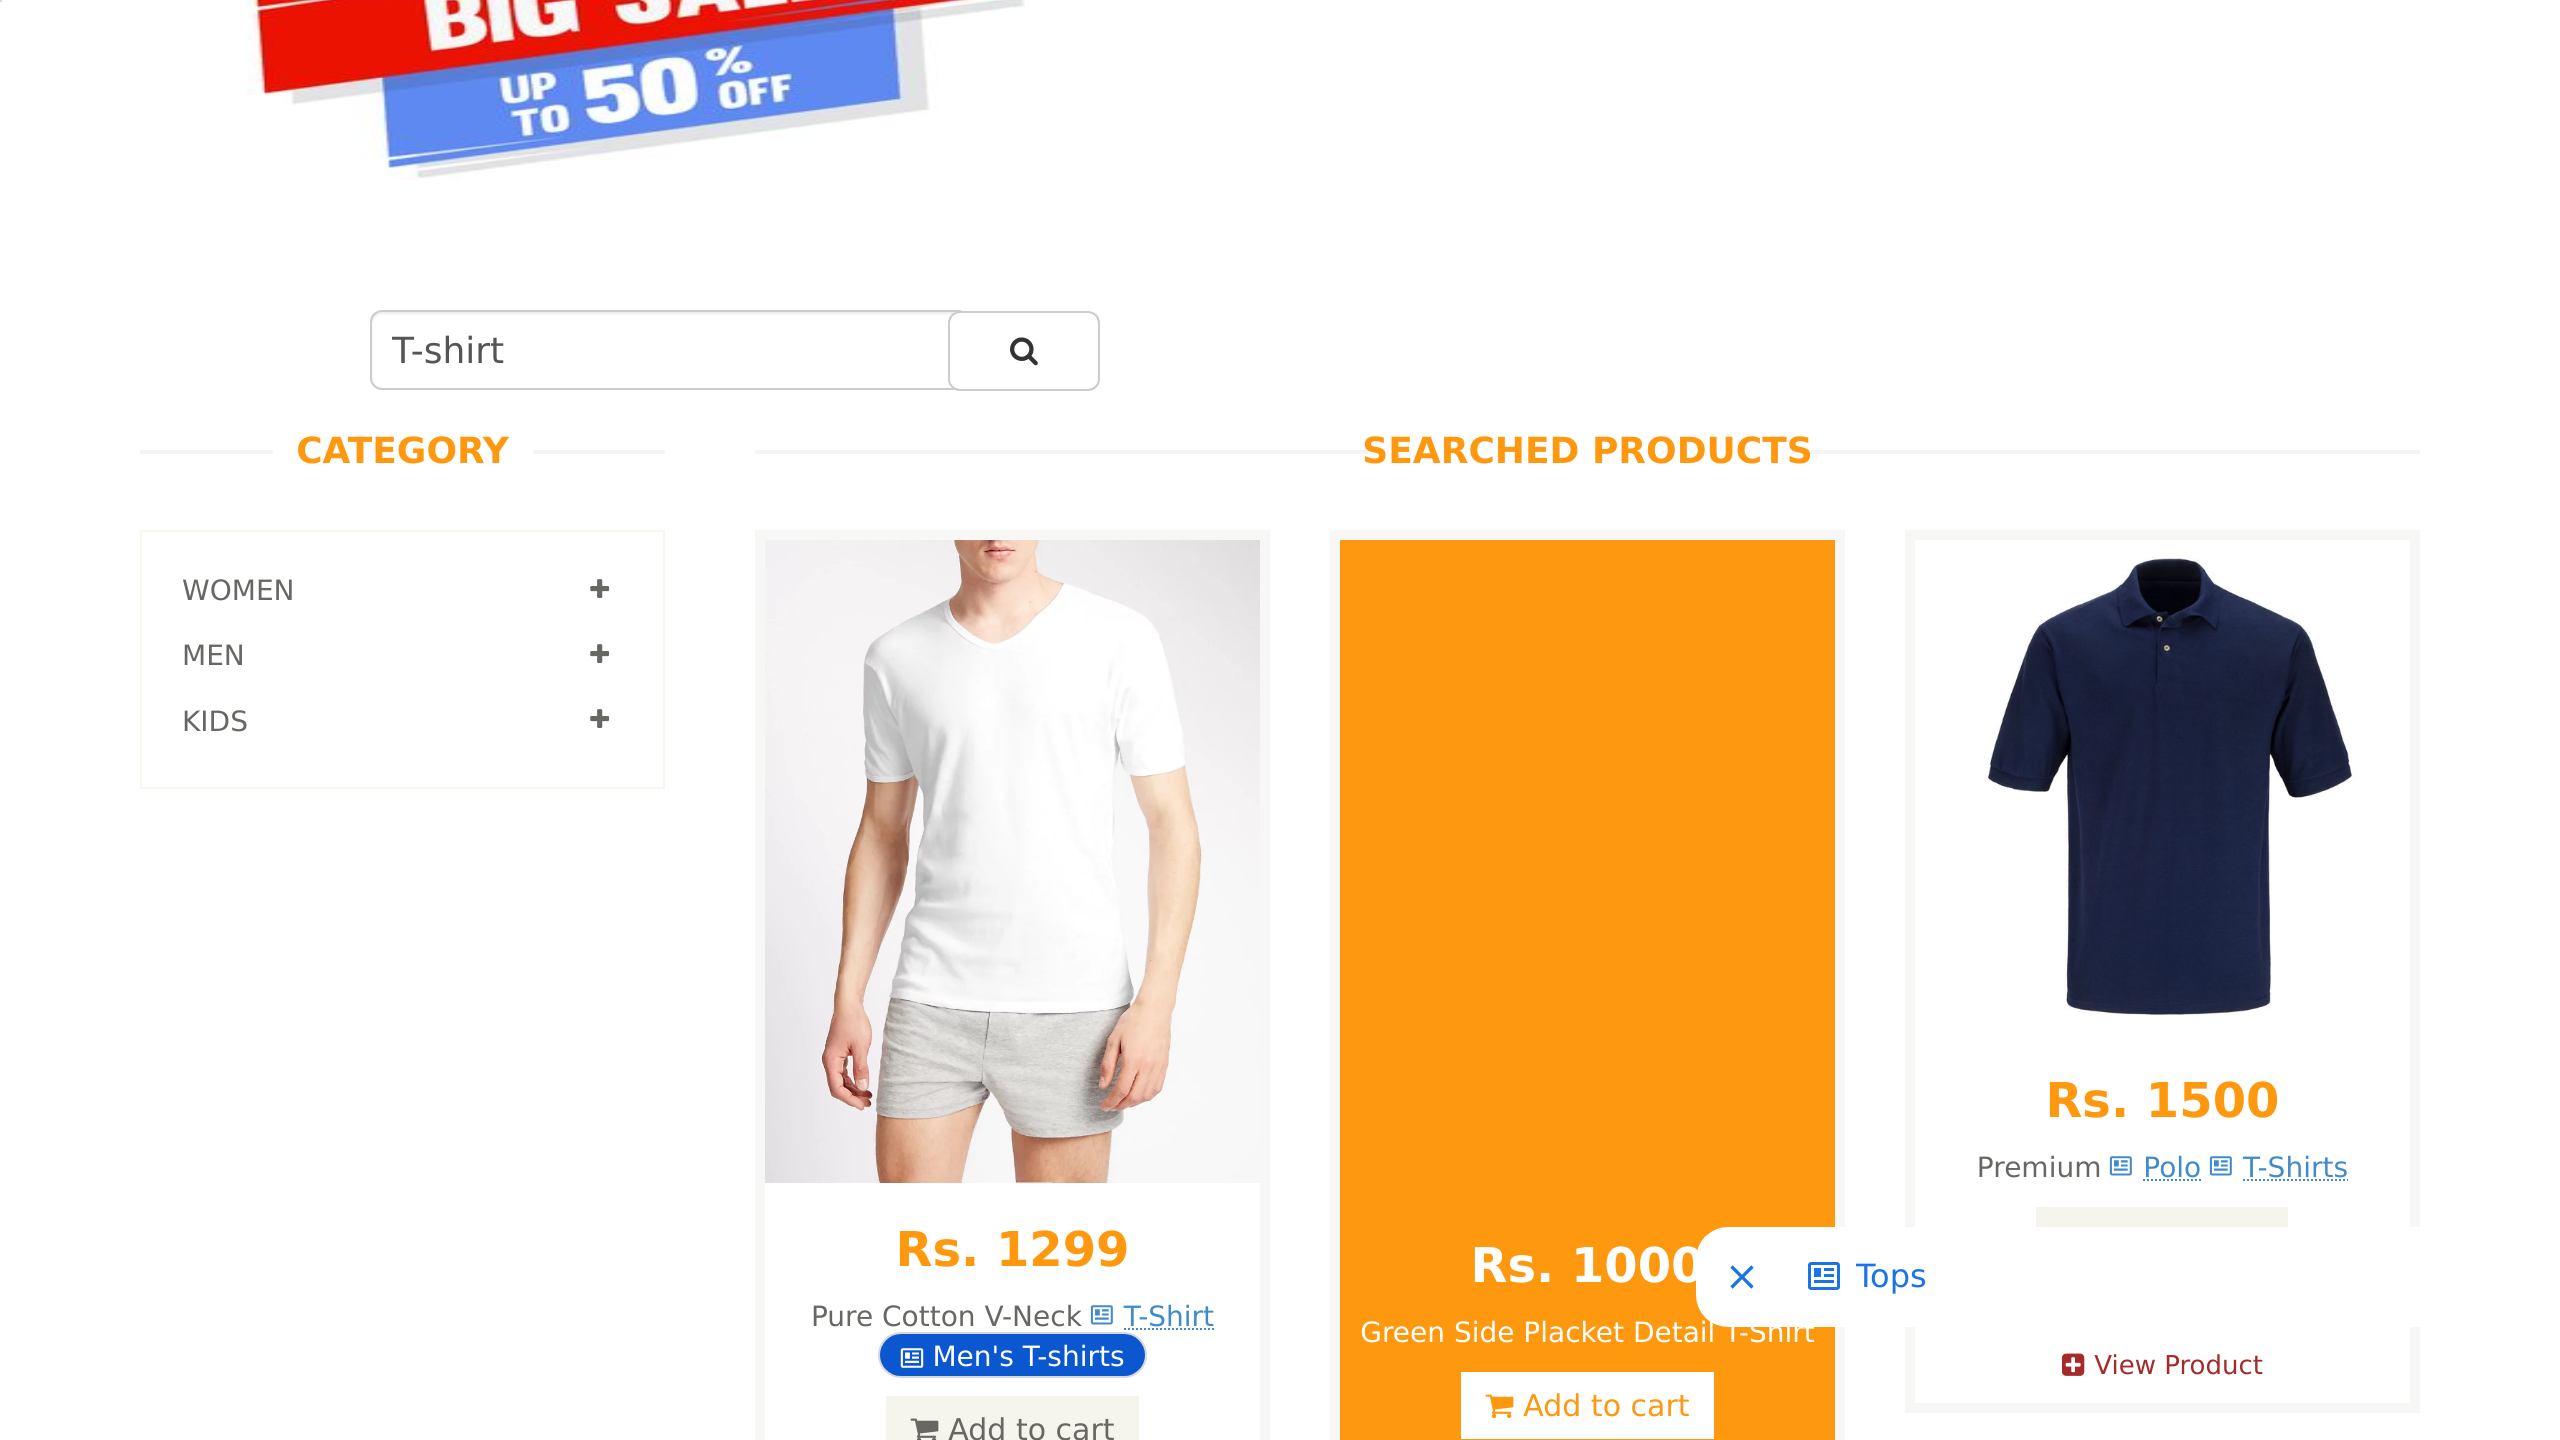 BIG SALE
UP TO 50% OFF
T-shirt
CATEGORY
SEARCHED PRODUCTS
WOMEN
MEN
KIDS
Rs. 1299
Pure Cotton V-Neck T-Shirt
Men's T-shirts
Add to cart
Rs. 1000
Green Side Placket Detail T-Shirt
Add to cart
Rs. 1500
Premium Polo T-Shirts
Tops
View Product